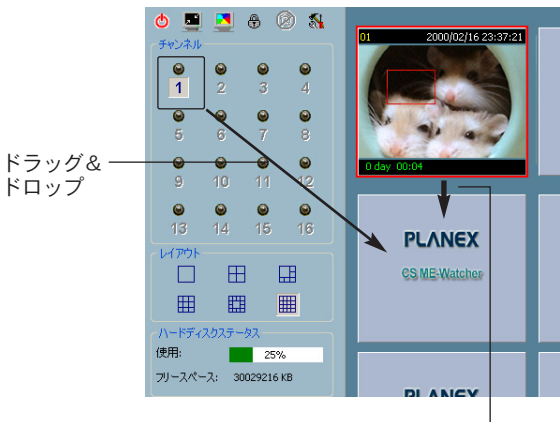 チャンネル
1 2 3 4
5 6 7 8
9 10 11 12
13 14 15 16
ドラッグ&
ドロップ
レイアウト
ハードディスクステータス
使用: 25%
フリースペース: 30029216 KB
01 2000/02/16 23:37:21
0 day 00:04
PLANEX
CS ME-Watcher
PLANEX